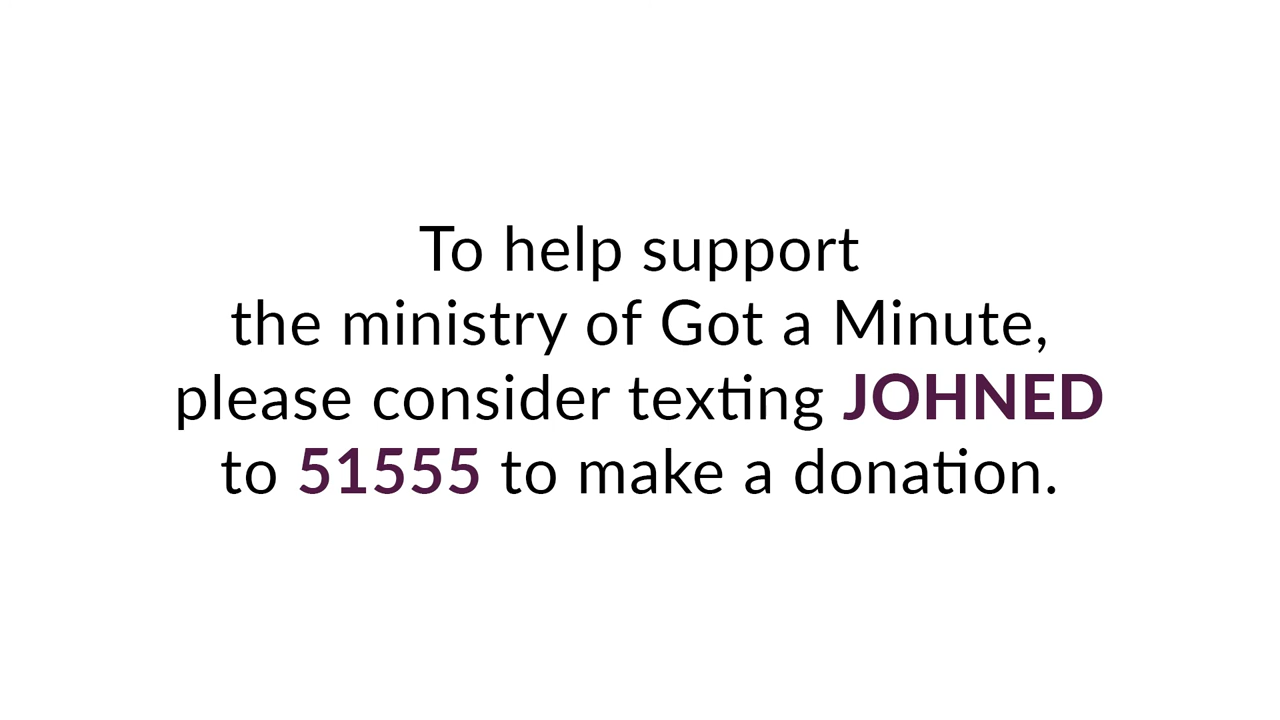 To help support
the ministry of Got a Minute,
please consider texting JOHNED
to 51555 to make a donation.